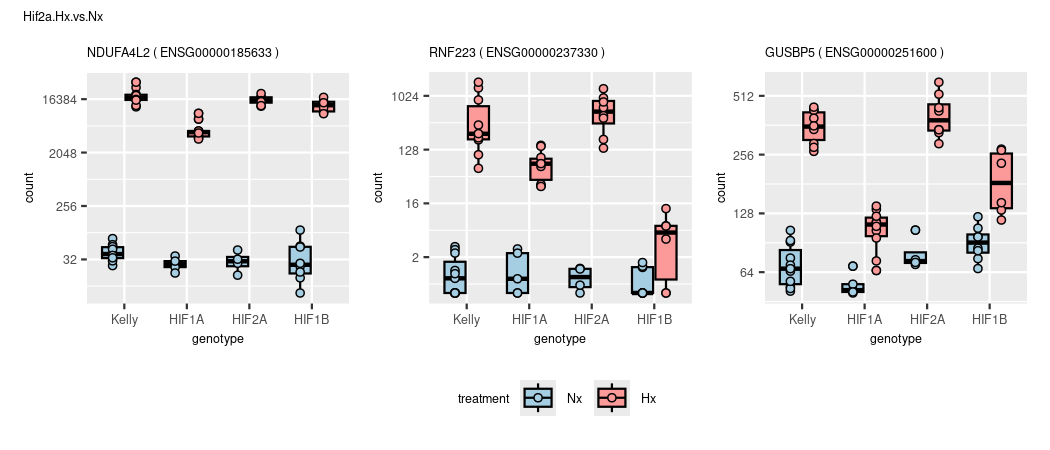 Hif2a.Hx.vs.Nx
NDUFA4L2 ( ENSG00000185633 )
16384
2048
256
32
count
Kelly HIF1A HIF2A HIF1B
genotype
RNF223 ( ENSG00000237330 )
1024
128
16
2
count
Kelly HIF1A HIF2A HIF1B
genotype
GUSBP5 ( ENSG00000251600 )
512
256
128
64
count
Kelly HIF1A HIF2A HIF1B
genotype
treatment Nx Hx